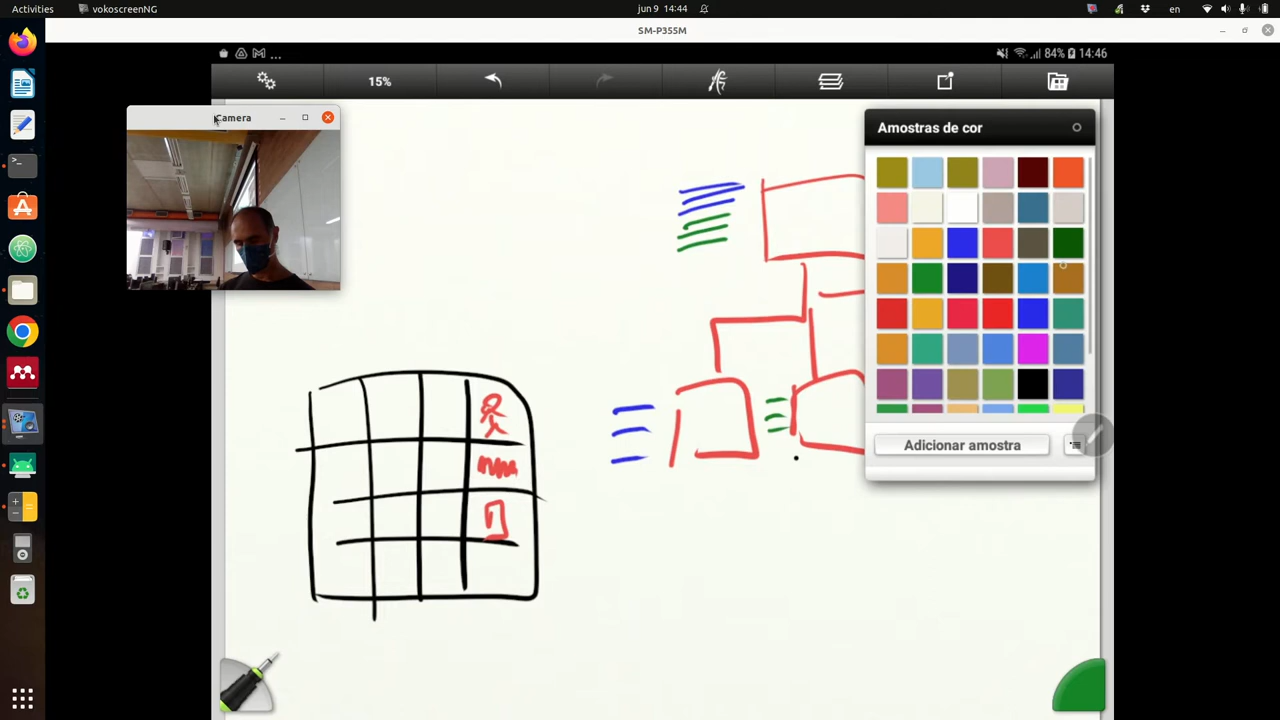 Activities vokoscreenNG jun 9 14:44 en
SM-P355M
... 84% 14:46
15%
Camera
Amostras de cor
Adicionar amostra